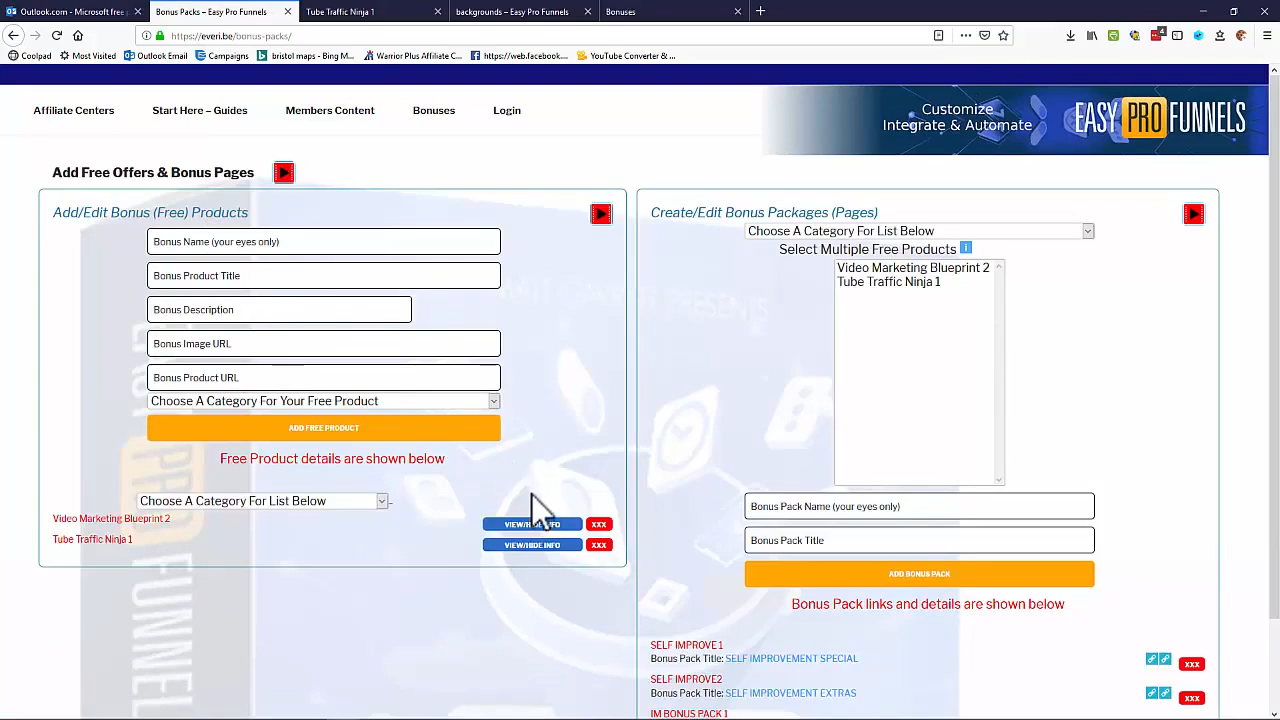 Outlook.com - Microsoft free
Bonus Packs – Easy Pro Funnels
Tube Traffic Ninja 1
backgrounds – Easy Pro Funnels
Bonuses
https://everi.be/bonus-packs/
4
Coolpad
Most Visited
Outlook Email
Campaigns
bristol maps - Bing M...
Warrior Plus Affiliate C...
https://web.facebook...
YouTube Converter & ...
Affiliate Centers
Start Here – Guides
Members Content
Bonuses
Login
Customize
Integrate & Automate
EASY PRO FUNNELS
Add Free Offers & Bonus Pages
Add/Edit Bonus (Free) Products
Bonus Name (your eyes only)
Bonus Product Title
Bonus Description
Bonus Image URL
Bonus Product URL
Choose A Category For Your Free Product
ADD FREE PRODUCT
Free Product details are shown below
Choose A Category For List Below
Video Marketing Blueprint 2
VIEW/HIDE INFO
XXX
Tube Traffic Ninja 1
VIEW/HIDE INFO
XXX
Create/Edit Bonus Packages (Pages)
Choose A Category For List Below
Select Multiple Free Products
i
Video Marketing Blueprint 2
Tube Traffic Ninja 1
Bonus Pack Name (your eyes only)
Bonus Pack Title
ADD BONUS PACK
Bonus Pack links and details are shown below
SELF IMPROVE 1
Bonus Pack Title: SELF IMPROVEMENT SPECIAL
XXX
SELF IMPROVE2
Bonus Pack Title: SELF IMPROVEMENT EXTRAS
XXX
IM BONUS PACK 1